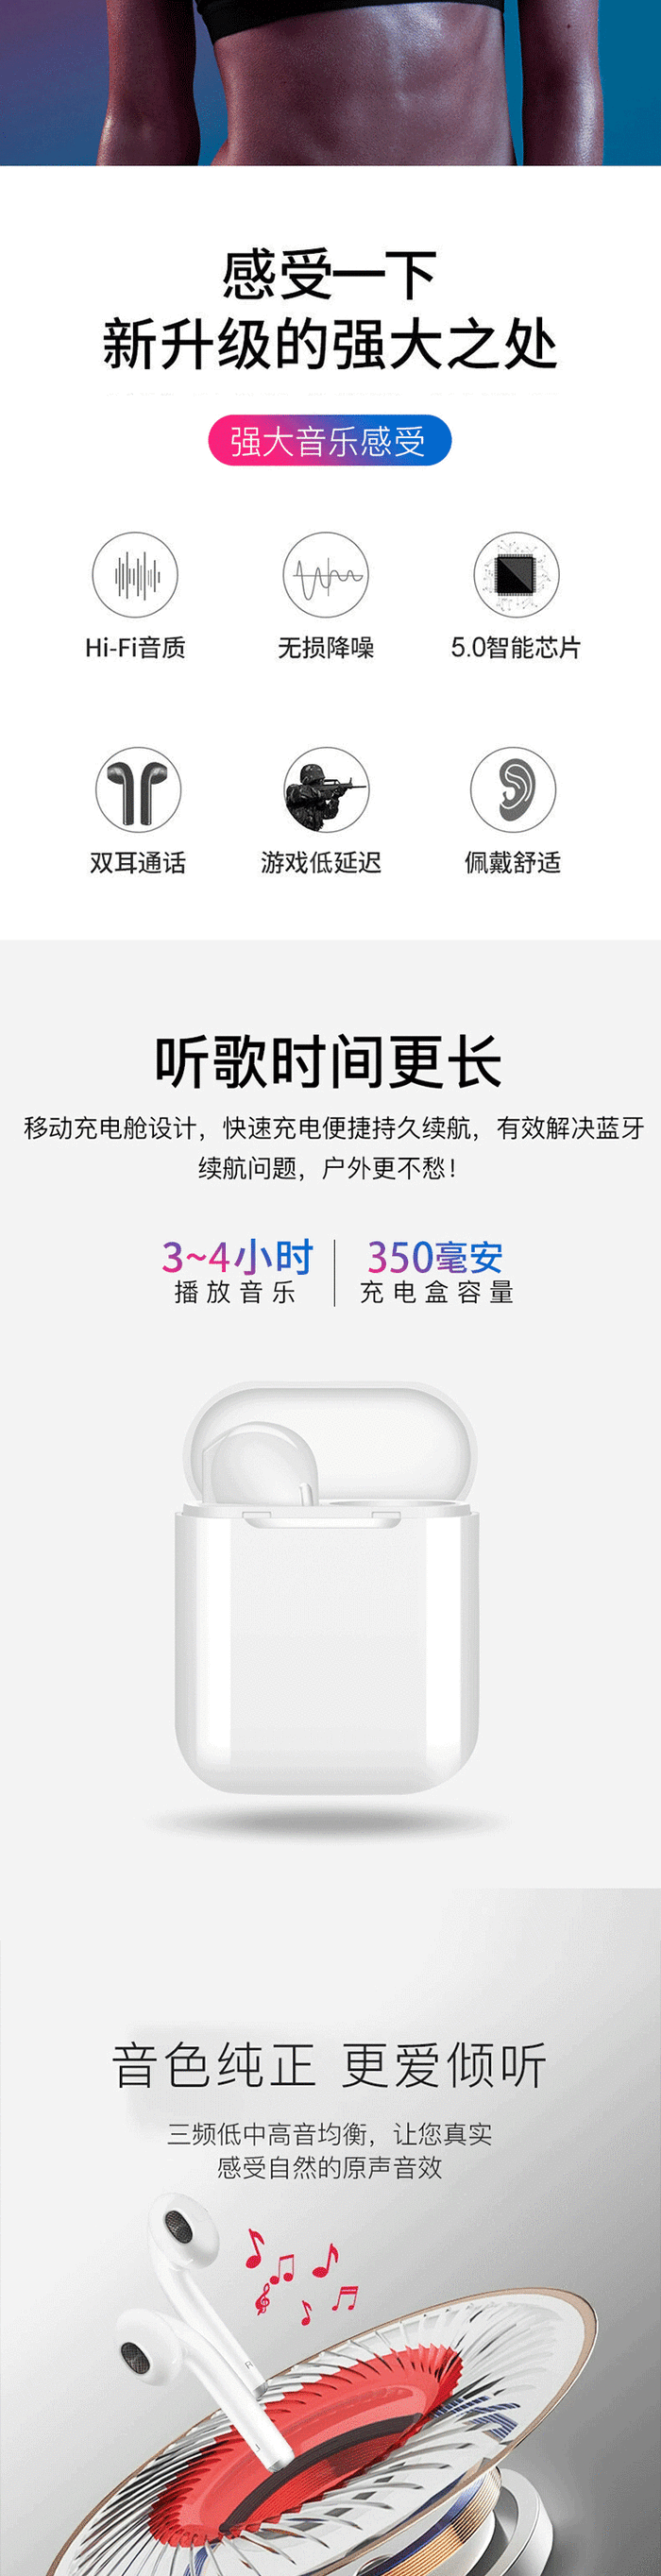 感受一下
新升级的强大之处
强大音乐感受
Hi-Fi音质
无损降噪
5.0智能芯片
双耳通话
游戏低延迟
佩戴舒适
听歌时间更长
移动充电舱设计，快速充电便捷持久续航，有效解决蓝牙
续航问题，户外更不愁！
3~4小时
播放音乐
350毫安
充电盒容量
音色纯正 更爱倾听
三频低中高音均衡，让您真实
感受自然的原声音效